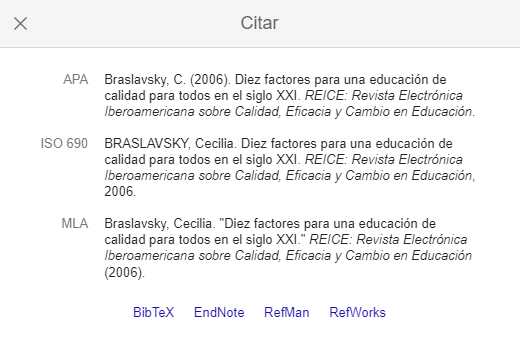 Citar
APA
Braslavsky, C. (2006). Diez factores para una educación de
calidad para todos en el siglo XXI. REICE: Revista Electrónica
Iberoamericana sobre Calidad, Eficacia y Cambio en Educación.
ISO 690
BRASLAVSKY, Cecilia. Diez factores para una educación de
calidad para todos en el siglo XXI. REICE: Revista Electrónica
Iberoamericana sobre Calidad, Eficacia y Cambio en Educación,
2006.
MLA
Braslavsky, Cecilia. "Diez factores para una educación de
calidad para todos en el siglo XXI." REICE: Revista Electrónica
Iberoamericana sobre Calidad, Eficacia y Cambio en Educación
(2006).
BibTeX EndNote RefMan RefWorks